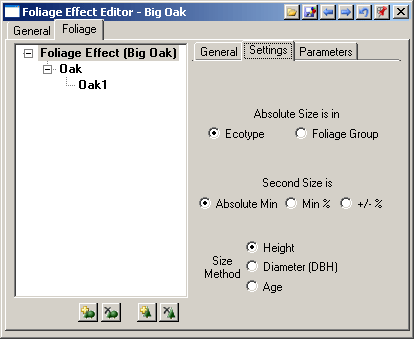 Foliage Effect Editor - Big Oak
General Foliage
Foliage Effect (Big Oak)
Oak
Oak1
General Settings Parameters
Absolute Size is in
Ecotype Foliage Group
Second Size is
Absolute Min Min % +/- %
Size Method
Height
Diameter (DBH)
Age